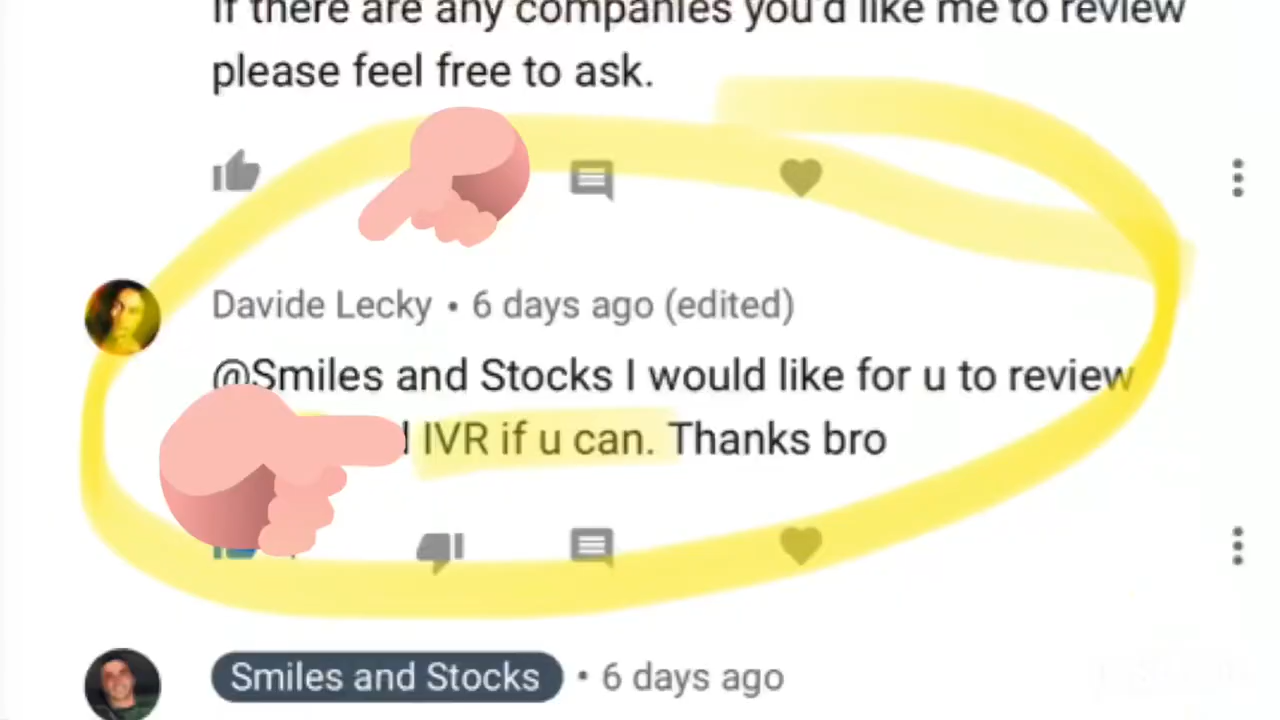 If there are any companies you'd like me to review
please feel free to ask.
Davide Lecky • 6 days ago (edited)
@Smiles and Stocks I would like for u to review
IVR if u can. Thanks bro
Smiles and Stocks • 6 days ago